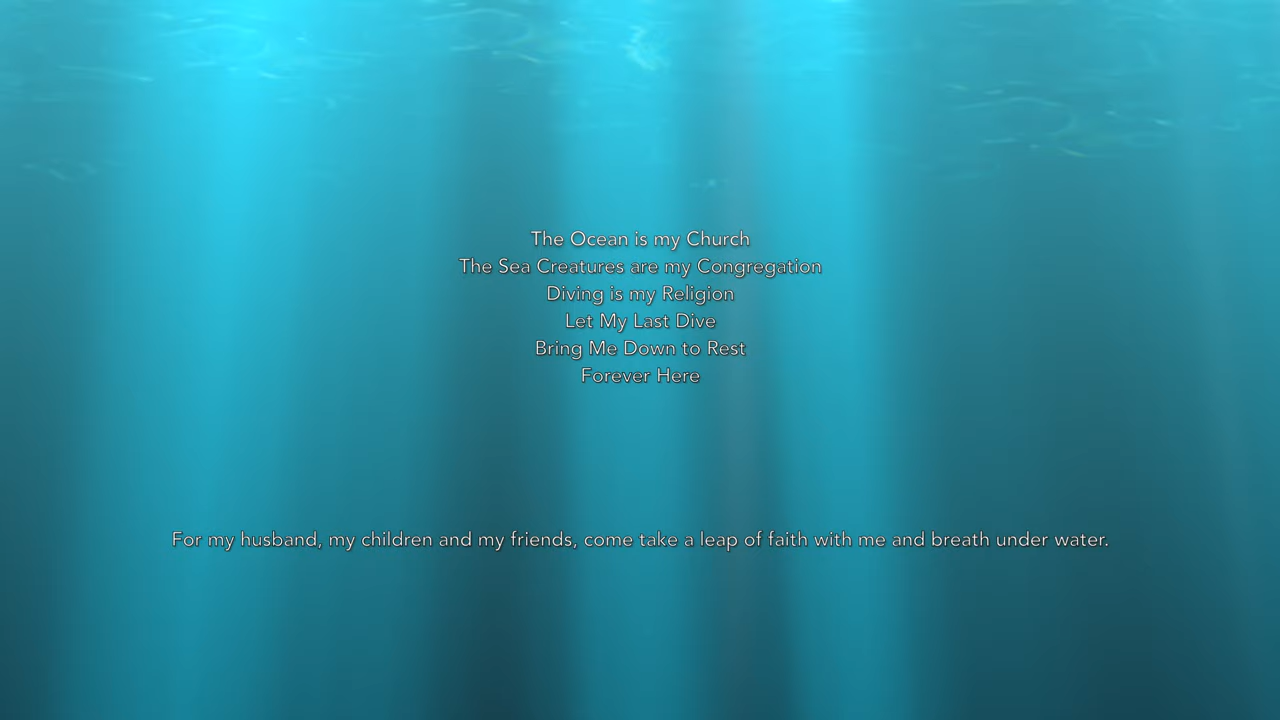 The Ocean is my Church
The Sea Creatures are my Congregation
Diving is my Religion
Let My Last Dive
Bring Me Down to Rest
Forever Here
For my husband, my children and my friends, come take a leap of faith with me and breath under water.